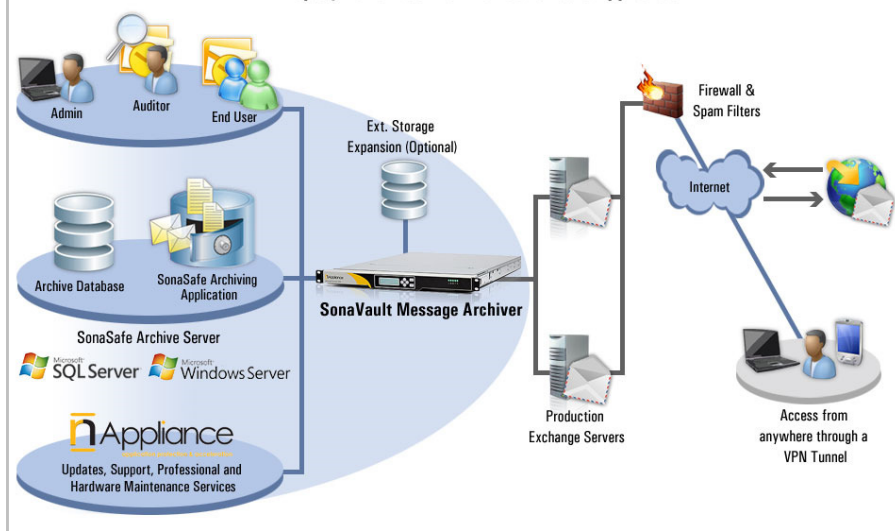 Admin
Auditor
End User
Ext. Storage
Expansion (Optional)
Firewall &
Spam Filters
Internet
Archive Database
SonaSafe Archiving
Application
SonaVault Message Archiver
SonaSafe Archive Server
Microsoft
SQL Server
Microsoft
Windows Server
Production
Exchange Servers
Access from
anywhere through a
VPN Tunnel
nAppliance
Updates, Support, Professional and
Hardware Maintenance Services